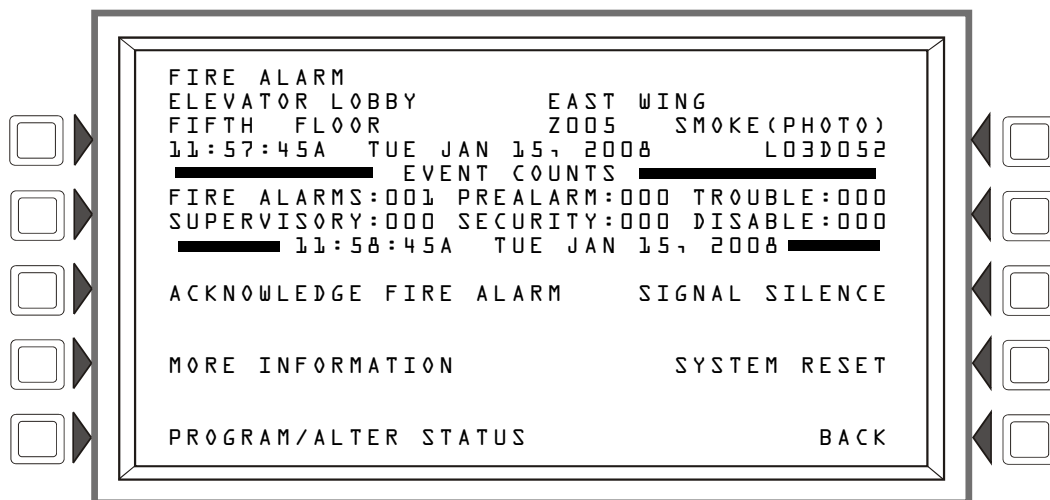 FIRE ALARM
ELEVATOR LOBBY EAST WING
FIFTH FLOOR Z005 SMOKE(PHOTO)
11:57:45A TUE JAN 15, 2008 L03D052
EVENT COUNTS
FIRE ALARMS:001 PREALARM:000 TROUBLE:000
SUPERVISORY:000 SECURITY:000 DISABLE:000
11:58:45A TUE JAN 15, 2008
ACKNOWLEDGE FIRE ALARM SIGNAL SILENCE
MORE INFORMATION SYSTEM RESET
PROGRAM/ALTER STATUS BACK